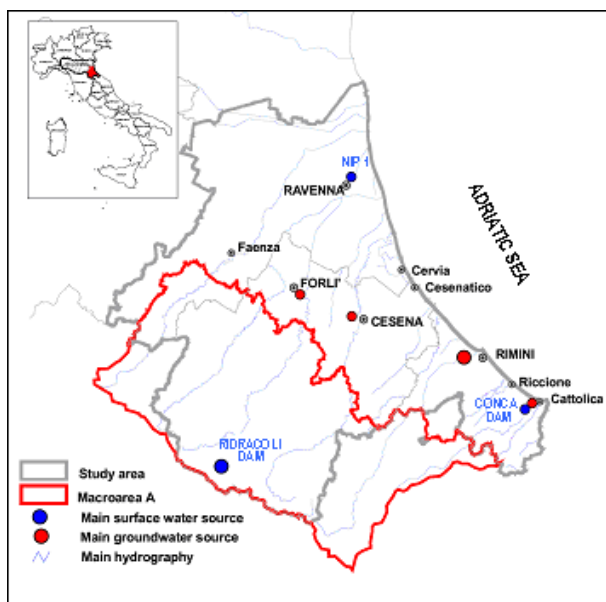 NIP 1
RAVENNA
ADRIATIC SEA
Faenza
Cervia
FORLI'
Cesenatico
CESENA
RIMINI
Riccione
CONCA
DAM
Cattolica
RIDRACOLI
DAM
Study area
Macroarea A
Main surface water source
Main groundwater source
Main hydrography